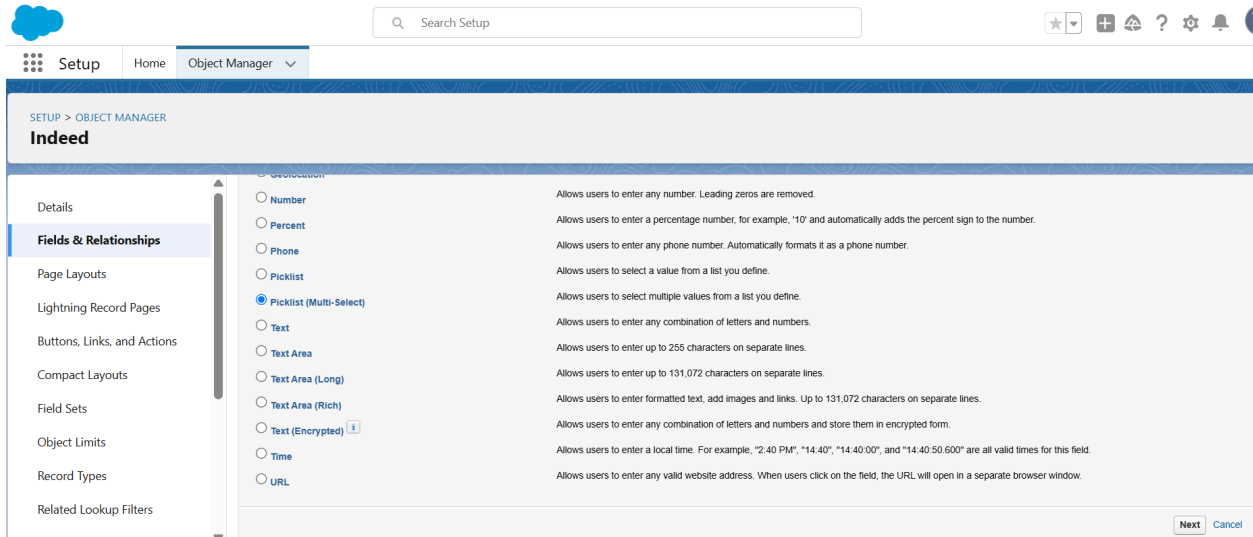 Search Setup
Setup
Home
Object Manager
SETUP > OBJECT MANAGER
Indeed
Details
Fields & Relationships
Page Layouts
Lightning Record Pages
Buttons, Links, and Actions
Compact Layouts
Field Sets
Object Limits
Record Types
Related Lookup Filters
Geolocation
Number Allows users to enter any number. Leading zeros are removed.
Percent Allows users to enter a percentage number, for example, '10' and automatically adds the percent sign to the number.
Phone Allows users to enter any phone number. Automatically formats it as a phone number.
Picklist Allows users to select a value from a list you define.
Picklist (Multi-Select) Allows users to select multiple values from a list you define.
Text Allows users to enter any combination of letters and numbers.
Text Area Allows users to enter up to 255 characters on separate lines.
Text Area (Long) Allows users to enter up to 131,072 characters on separate lines.
Text Area (Rich) Allows users to enter formatted text, add images and links. Up to 131,072 characters on separate lines.
Text (Encrypted) i Allows users to enter any combination of letters and numbers and store them in encrypted form.
Time Allows users to enter a local time. For example, "2:40 PM", "14:40", "14:40:00", and "14:40:50.600" are all valid times for this field.
URL Allows users to enter any valid website address. When users click on the field, the URL will open in a separate browser window.
Next Cancel